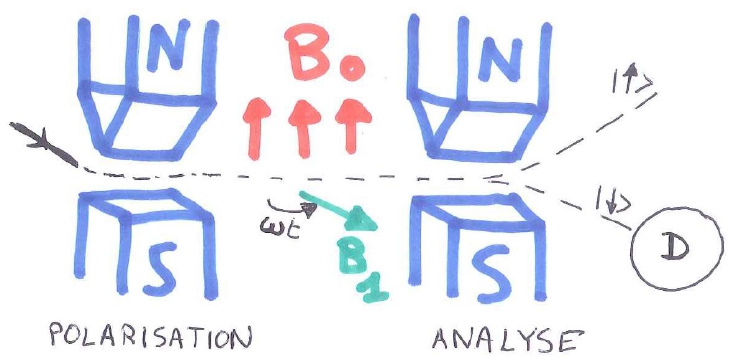 N
B₀
N
|↑>
ωt
B₁
|↓>
D
S
S
POLARISATION
ANALYSE